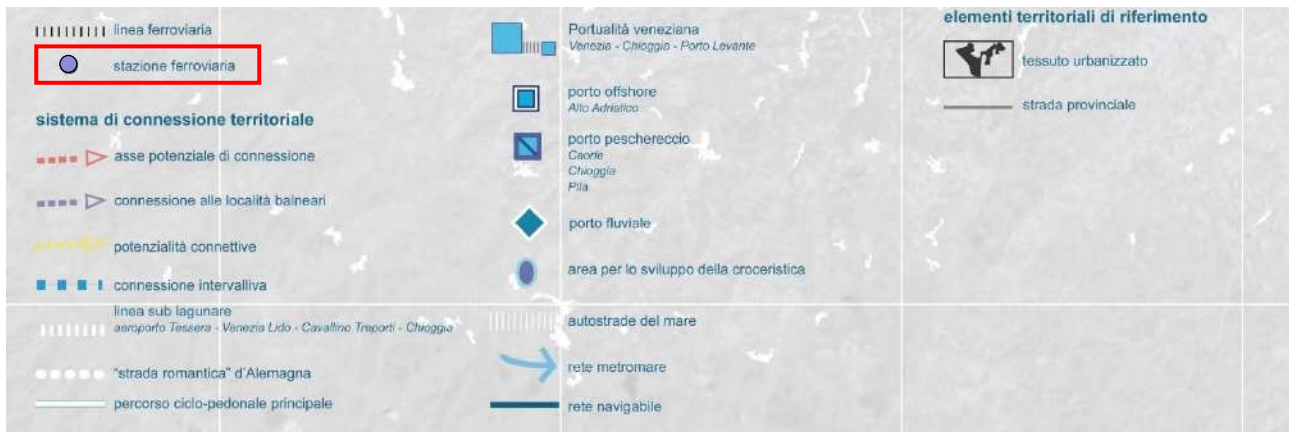 linea ferroviaria
stazione ferroviaria
sistema di connessione territoriale
asse potenziale di connessione
connessione alle località balneari
potenzialità connettive
connessione intervalliva
linea sub lagunare
aeroporto Tessera - Venezia Lido - Cavallino Treporti - Chioggia
"strada romantica" d'Alemagna
percorso ciclo-pedonale principale
Portualità veneziana
Venezia - Chioggia - Porto Levante
porto offshore
Alto Adriatico
porto peschereccio
Caorle
Chioggia
Pila
porto fluviale
area per lo sviluppo della croceristica
autostrade del mare
rete metromare
rete navigabile
elementi territoriali di riferimento
tessuto urbanizzato
strada provinciale